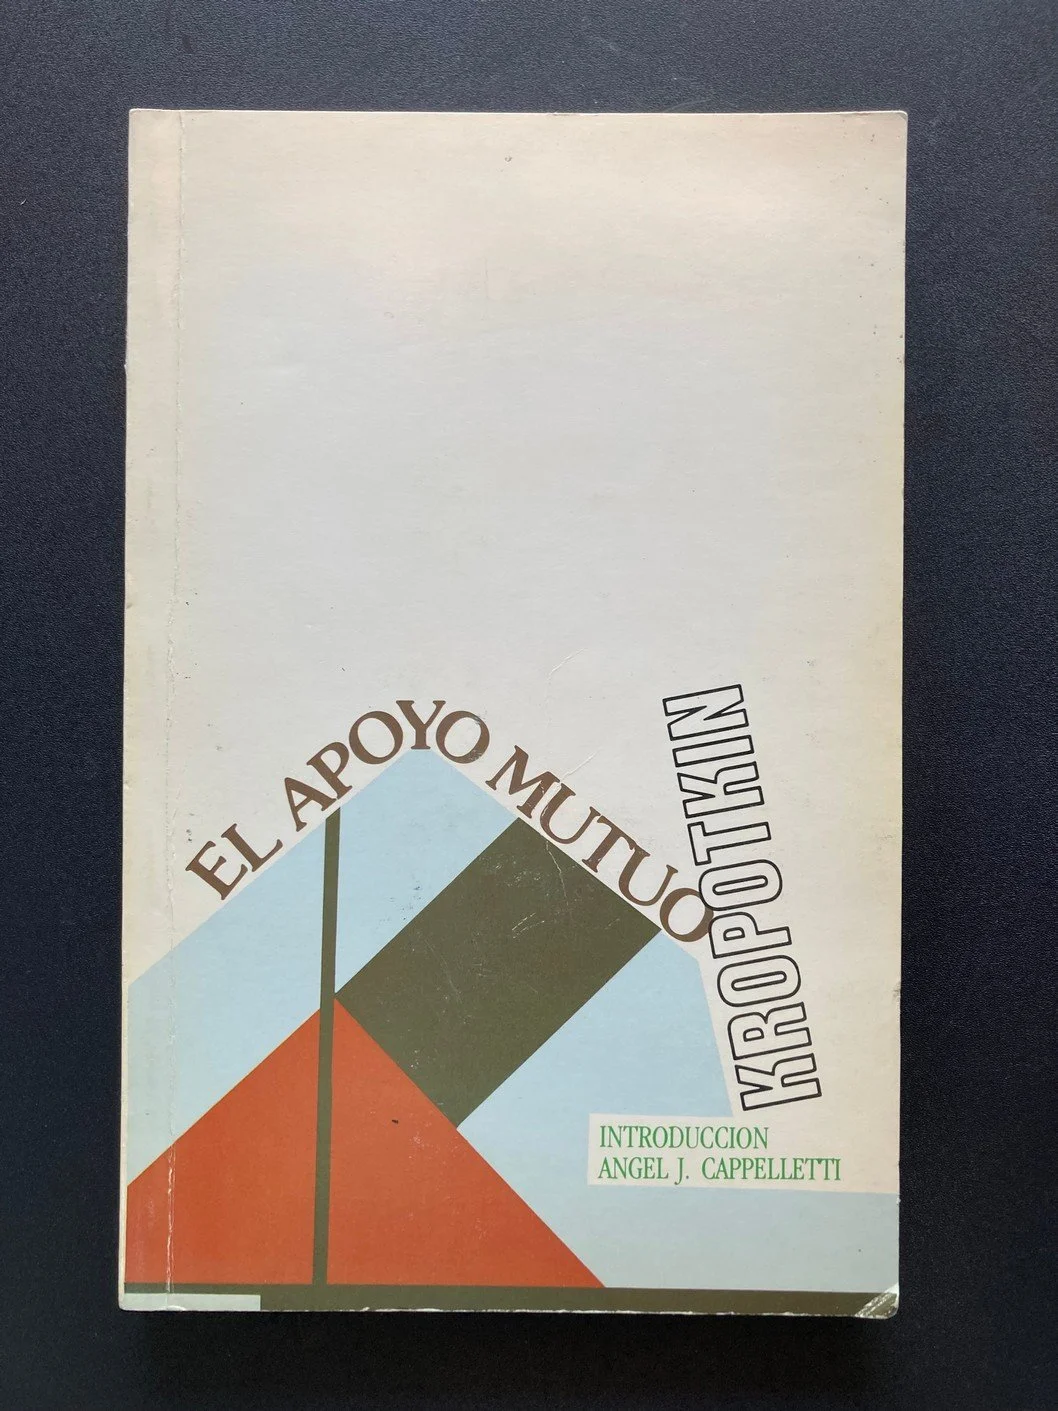 EL APOYO MUTUO
KROPOTKIN
INTRODUCCION
ANGEL J. CAPPELLETTI